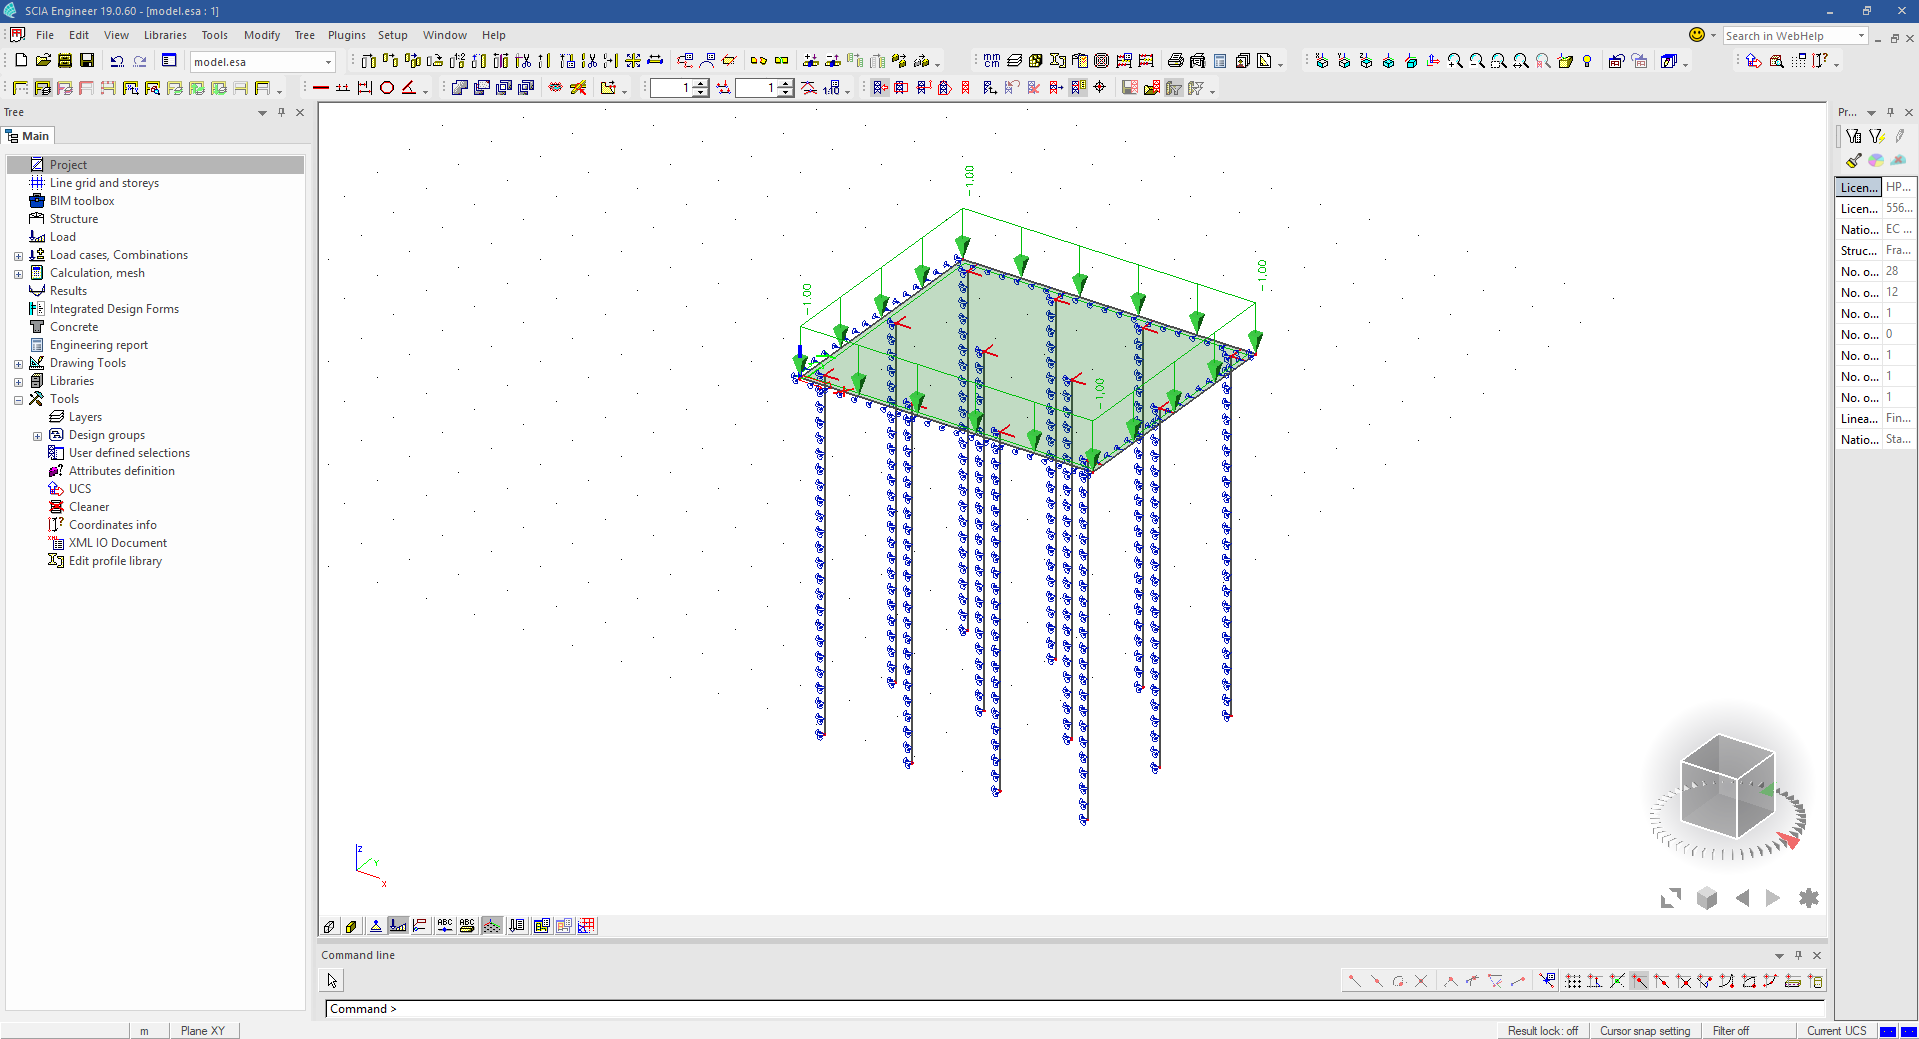 SCIA Engineer 19.0.60 - [model.esa : 1]
File Edit View Libraries Tools Modify Tree Plugins Setup Window Help
Search in WebHelp
model.esa
1 1
Tree
Main
Project
Line grid and storeys
BIM toolbox
Structure
Load
Load cases, Combinations
Calculation, mesh
Results
Integrated Design Forms
Concrete
Engineering report
Drawing Tools
Libraries
Tools
Layers
Design groups
User defined selections
Attributes definition
UCS
Cleaner
Coordinates info
XML IO Document
Edit profile library
-1.00
-1.00
-1.00
-1.00
Z
Y
X
ABC ABC
Pr...
Licen... HP...
Licen... 556...
Natio... EC ...
Struc... Fra...
No. o... 28
No. o... 12
No. o... 1
No. o... 0
No. o... 1
No. o... 1
No. o... 1
Linea... Fin...
Natio... Sta...
Command line
Command >
m Plane XY Result lock: off Cursor snap setting Filter off Current UCS